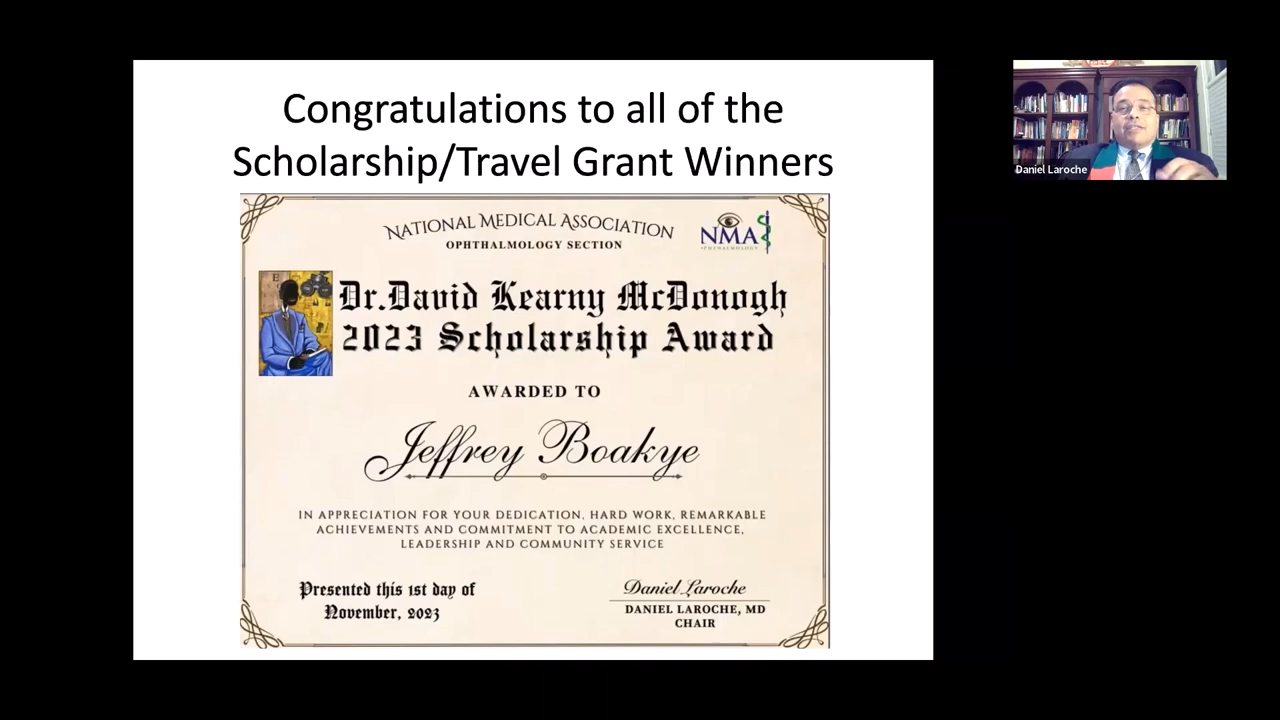 Congratulations to all of the
Scholarship/Travel Grant Winners
NATIONAL MEDICAL ASSOCIATION
OPHTHALMOLOGY SECTION
NMA
OPHTHALMOLOGY
E
Dr.David Kearny McDonogh
2023 Scholarship Award
AWARDED TO
Jeffrey Boakye
IN APPRECIATION FOR YOUR DEDICATION, HARD WORK, REMARKABLE
ACHIEVEMENTS AND COMMITMENT TO ACADEMIC EXCELLENCE,
LEADERSHIP AND COMMUNITY SERVICE
Presented this 1st day of
November, 2023
Daniel Laroche
DANIEL LAROCHE, MD
CHAIR
Daniel Laroche